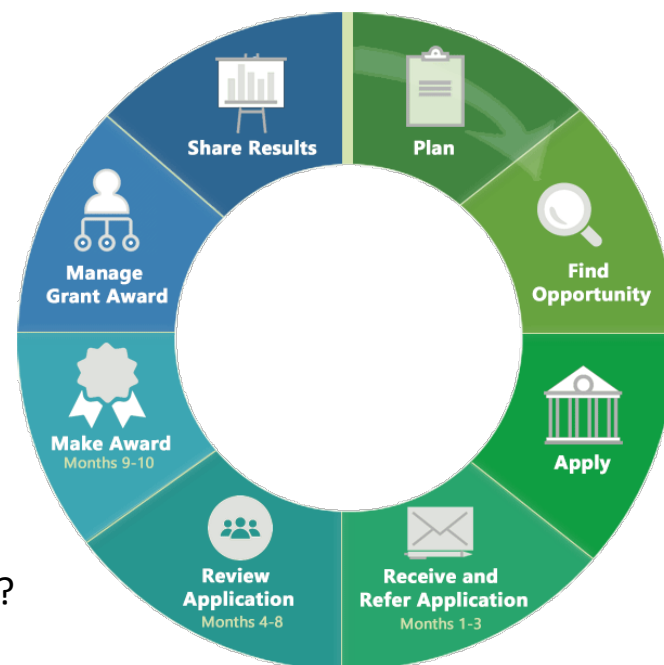 Plan
Find
Opportunity
Apply
Receive and
Refer Application
Months 1-3
Review
Application
Months 4-8
Make Award
Months 9-10
Manage
Grant Award
Share Results
?